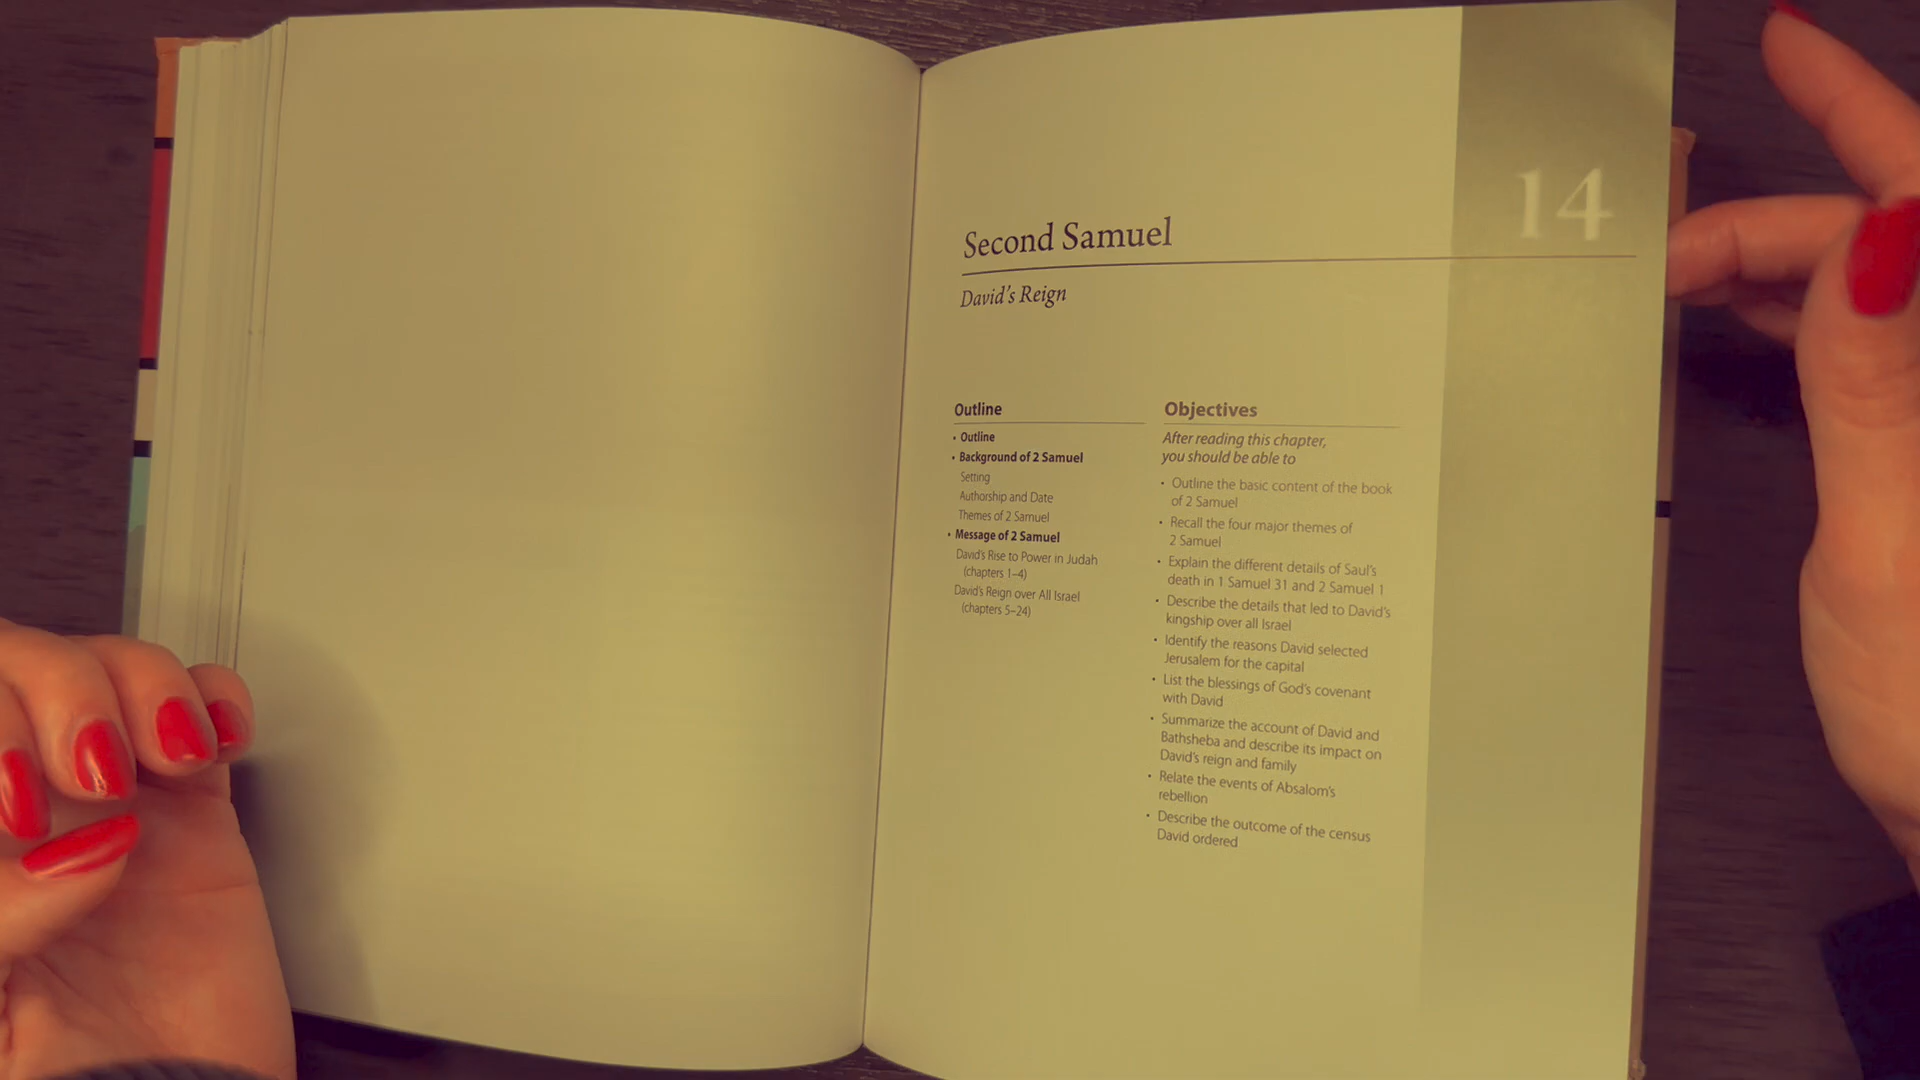 14
Second Samuel
David's Reign
Outline
• Outline
• Background of 2 Samuel
Setting
Authorship and Date
Themes of 2 Samuel
• Message of 2 Samuel
David's Rise to Power in Judah
(chapters 1–4)
David's Reign over All Israel
(chapters 5–24)
Objectives
After reading this chapter,
you should be able to
• Outline the basic content of the book
of 2 Samuel
• Recall the four major themes of
2 Samuel
• Explain the different details of Saul's
death in 1 Samuel 31 and 2 Samuel 1
• Describe the details that led to David's
kingship over all Israel
• Identify the reasons David selected
Jerusalem for the capital
• List the blessings of God's covenant
with David
• Summarize the account of David and
Bathsheba and describe its impact on
David's reign and family
• Relate the events of Absalom's
rebellion
• Describe the outcome of the census
David ordered